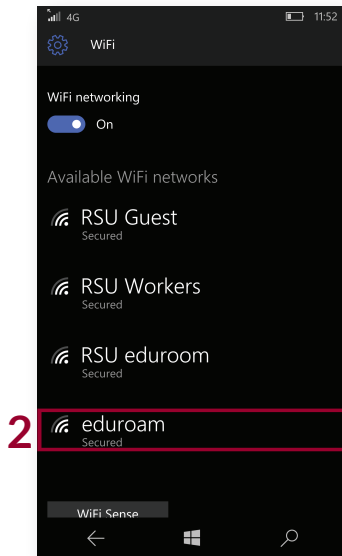 4G 11:52
WiFi
WiFi networking
On
Available WiFi networks
RSU Guest
Secured
RSU Workers
Secured
RSU eduroom
Secured
2 eduroam
Secured
WiFi Sense